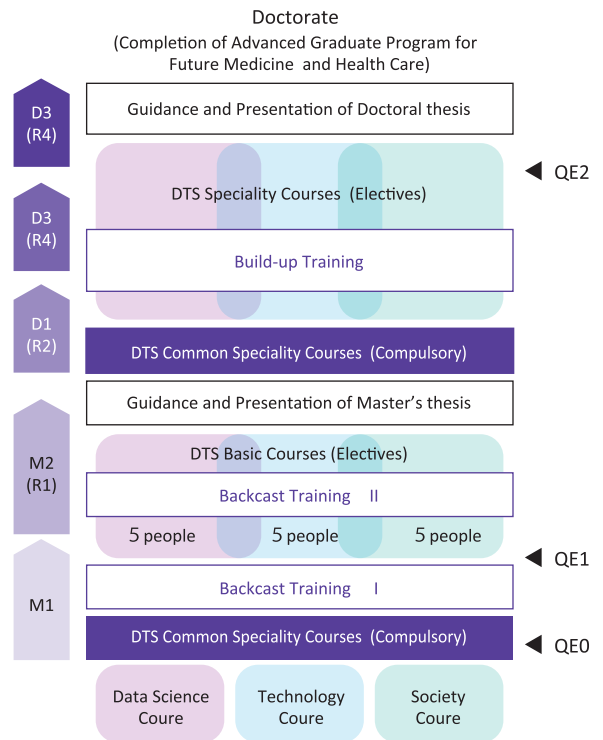 Doctorate
(Completion of Advanced Graduate Program for
Future Medicine and Health Care)
D3
(R4)
Guidance and Presentation of Doctoral thesis
QE2
DTS Speciality Courses (Electives)
D3
(R4)
Build-up Training
D1
(R2)
DTS Common Speciality Courses (Compulsory)
Guidance and Presentation of Master's thesis
M2
(R1)
DTS Basic Courses (Electives)
Backcast Training II
5 people 5 people 5 people
QE1
M1
Backcast Training I
DTS Common Speciality Courses (Compulsory)
QE0
Data Science
Coure
Technology
Coure
Society
Coure